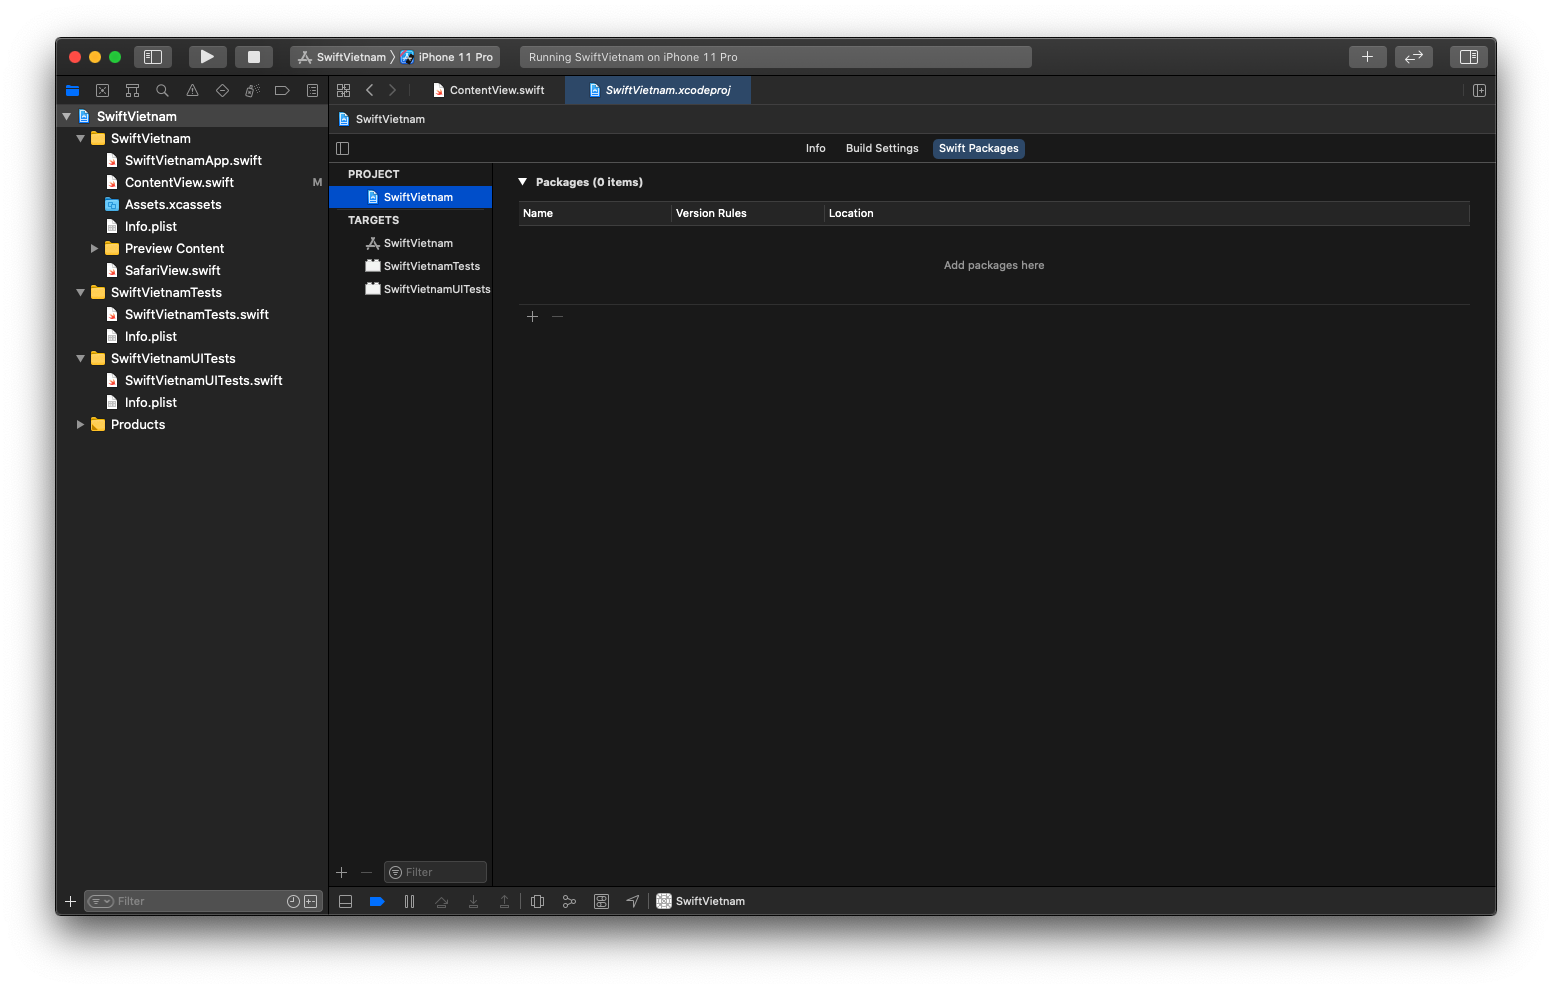 SwiftVietnam 〉 iPhone 11 Pro
Running SwiftVietnam on iPhone 11 Pro
ContentView.swift
SwiftVietnam.xcodeproj
SwiftVietnam
SwiftVietnam
SwiftVietnamApp.swift
ContentView.swift M
Assets.xcassets
Info.plist
Preview Content
SafariView.swift
SwiftVietnamTests
SwiftVietnamTests.swift
Info.plist
SwiftVietnamUITests
SwiftVietnamUITests.swift
Info.plist
Products
Filter
SwiftVietnam
Info Build Settings Swift Packages
PROJECT
SwiftVietnam
TARGETS
SwiftVietnam
SwiftVietnamTests
SwiftVietnamUITests
Filter
Packages (0 items)
Name Version Rules Location
Add packages here
SwiftVietnam